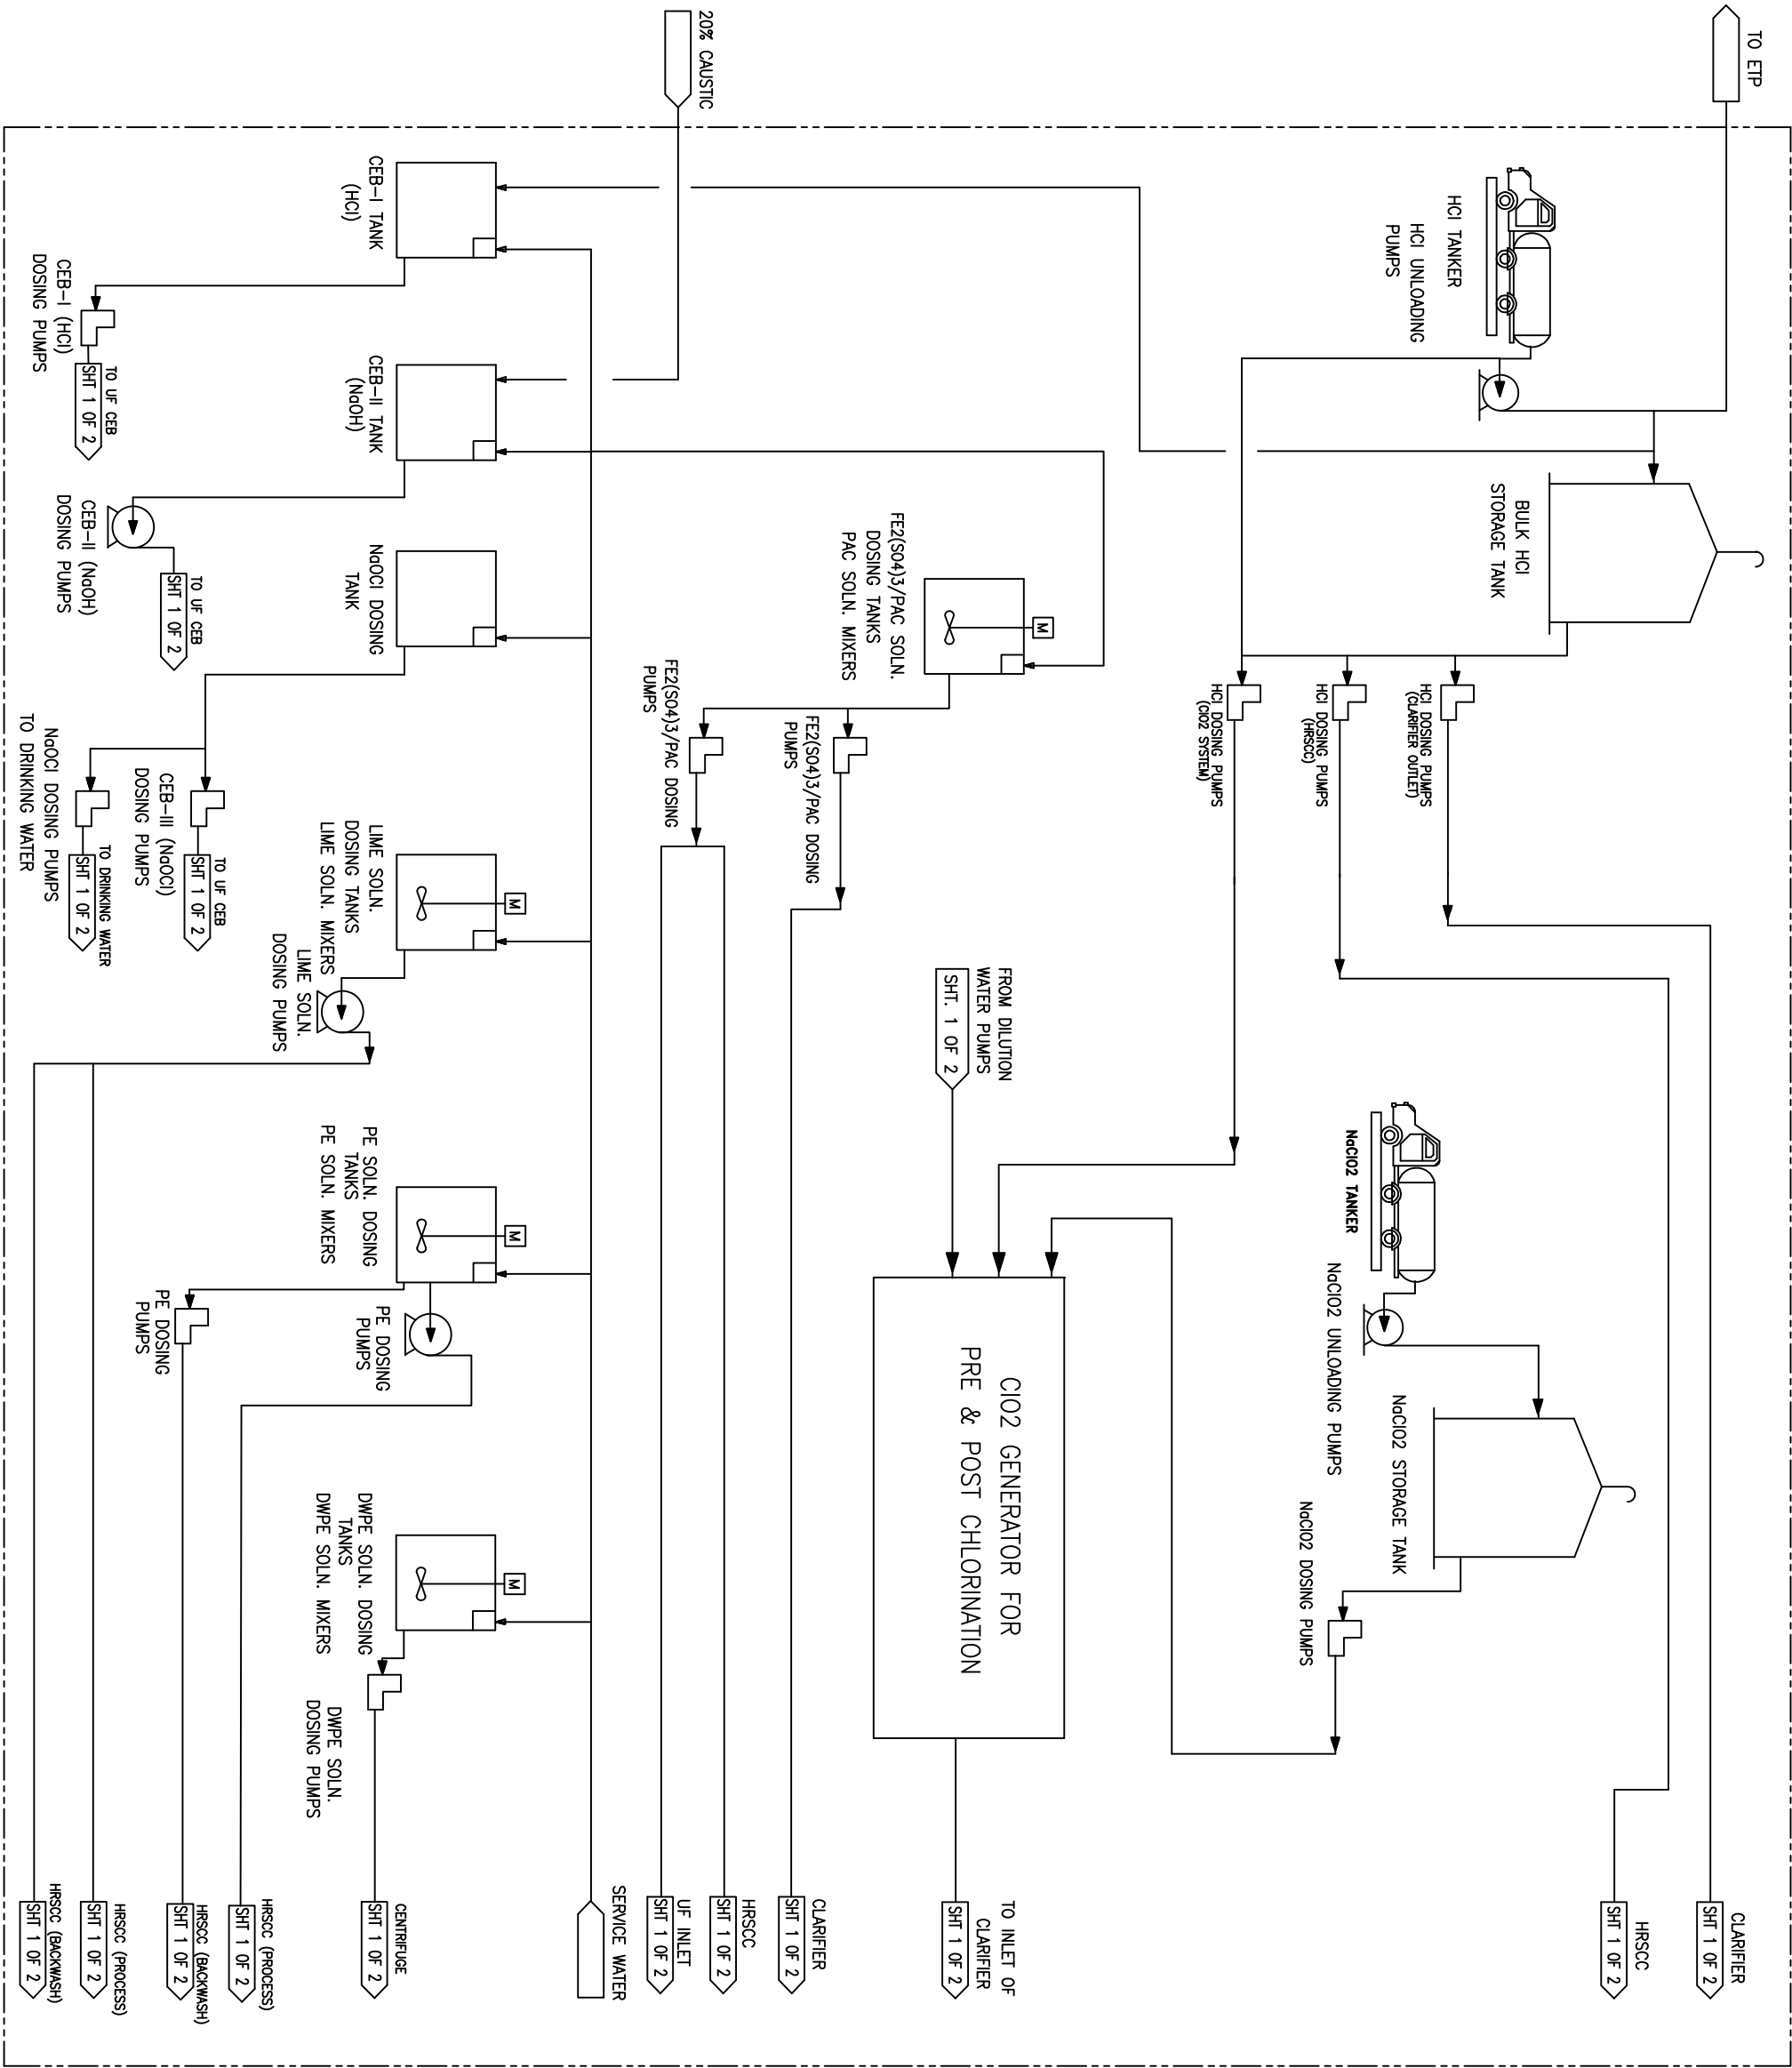 TO ETP
HCl TANKER
HCl UNLOADING
PUMPS
BULK HCl
STORAGE TANK
HCl DOSING PUMPS
(CLARIFIER OUTLET)
HCl DOSING PUMPS
(HRSCC)
HCl DOSING PUMPS
(ClO2 SYSTEM)
CLARIFIER
SHT 1 OF 2
HRSCC
SHT 1 OF 2
NaClO2 TANKER
NaClO2 UNLOADING PUMPS
NaClO2 STORAGE TANK
NaClO2 DOSING PUMPS
FROM DILUTION
WATER PUMPS
SHT. 1 OF 2
ClO2 GENERATOR FOR
PRE & POST CHLORINATION
TO INLET OF
CLARIFIER
SHT 1 OF 2
M
FE2(SO4)3/PAC SOLN.
DOSING TANKS
PAC SOLN. MIXERS
FE2(SO4)3/PAC DOSING
PUMPS
FE2(SO4)3/PAC DOSING
PUMPS
CLARIFIER
SHT 1 OF 2
HRSCC
SHT 1 OF 2
UF INLET
SHT 1 OF 2
20% CAUSTIC
SERVICE WATER
CEB-I TANK
(HCl)
CEB-I (HCl)
DOSING PUMPS
TO UF CEB
SHT 1 OF 2
CEB-II TANK
(NaOH)
CEB-II (NaOH)
DOSING PUMPS
TO UF CEB
SHT 1 OF 2
NaOCl DOSING
TANK
CEB-III (NaOCl)
DOSING PUMPS
TO UF CEB
SHT 1 OF 2
NaOCl DOSING PUMPS
TO DRINKING WATER
TO DRINKING WATER
SHT 1 OF 2
M
LIME SOLN.
DOSING TANKS
LIME SOLN. MIXERS
LIME SOLN.
DOSING PUMPS
M
PE SOLN. DOSING
TANKS
PE SOLN. MIXERS
PE DOSING
PUMPS
PE DOSING
PUMPS
M
DWPE SOLN. DOSING
TANKS
DWPE SOLN. MIXERS
DWPE SOLN.
DOSING PUMPS
CENTRIFUGE
SHT 1 OF 2
HRSCC (PROCESS)
SHT 1 OF 2
HRSCC (BACKWASH)
SHT 1 OF 2
HRSCC (PROCESS)
SHT 1 OF 2
HRSCC (BACKWASH)
SHT 1 OF 2